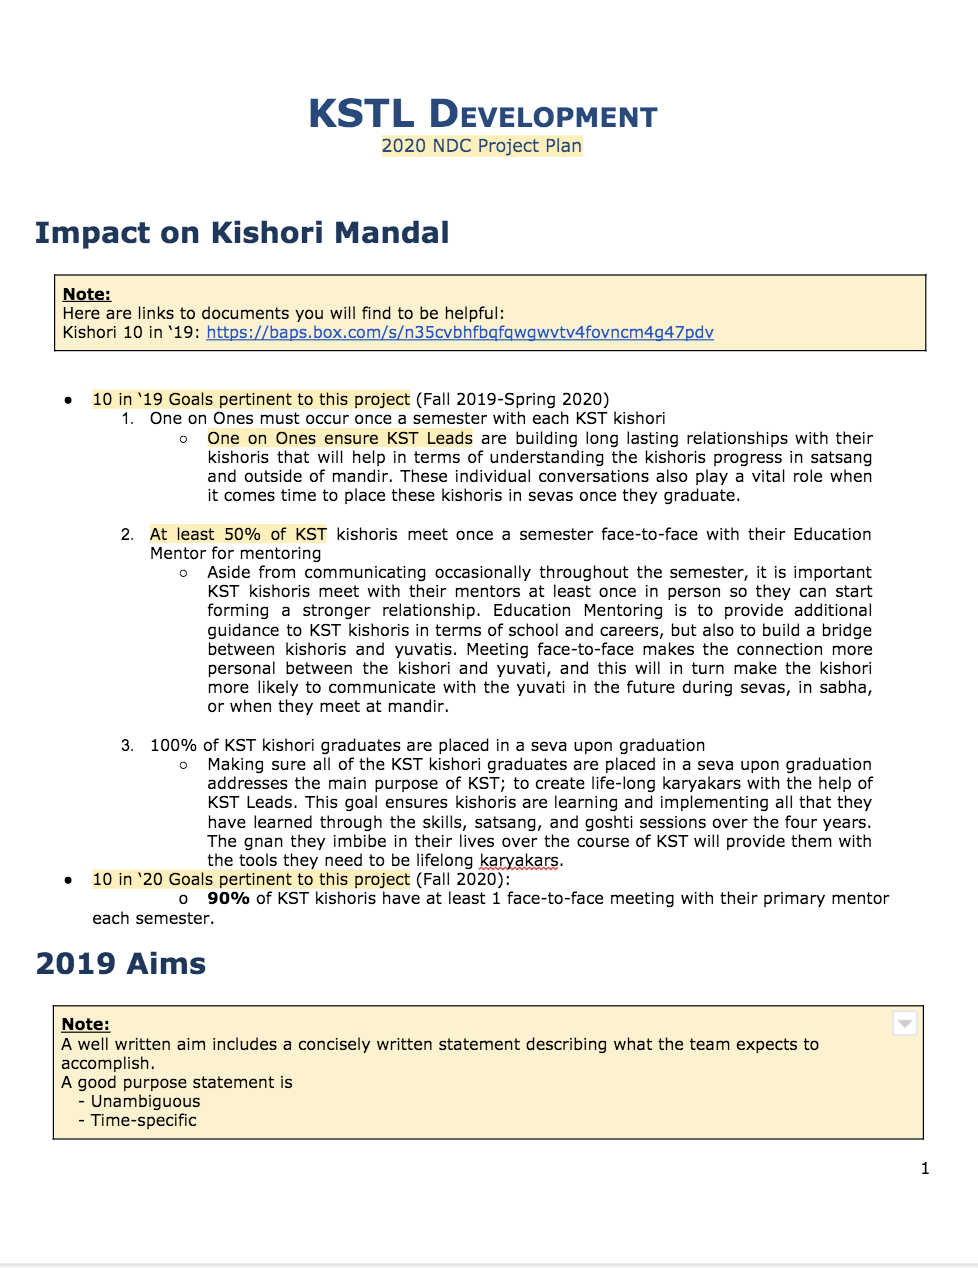 KSTL DEVELOPMENT
2020 NDC Project Plan
Impact on Kishori Mandal
Note:
Here are links to documents you will find to be helpful:
Kishori 10 in ‘19: https://baps.box.com/s/n35cvbhfbqfqwgwvtv4fovncm4g47pdv
● 10 in ‘19 Goals pertinent to this project (Fall 2019-Spring 2020)
1. One on Ones must occur once a semester with each KST kishori
○ One on Ones ensure KST Leads are building long lasting relationships with their
kishoris that will help in terms of understanding the kishoris progress in satsang
and outside of mandir. These individual conversations also play a vital role when
it comes time to place these kishoris in sevas once they graduate.
2. At least 50% of KST kishoris meet once a semester face-to-face with their Education
Mentor for mentoring
○ Aside from communicating occasionally throughout the semester, it is important
KST kishoris meet with their mentors at least once in person so they can start
forming a stronger relationship. Education Mentoring is to provide additional
guidance to KST kishoris in terms of school and careers, but also to build a bridge
between kishoris and yuvatis. Meeting face-to-face makes the connection more
personal between the kishori and yuvati, and this will in turn make the kishori
more likely to communicate with the yuvati in the future during sevas, in sabha,
or when they meet at mandir.
3. 100% of KST kishori graduates are placed in a seva upon graduation
○ Making sure all of the KST kishori graduates are placed in a seva upon graduation
addresses the main purpose of KST; to create life-long karyakars with the help of
KST Leads. This goal ensures kishoris are learning and implementing all that they
have learned through the skills, satsang, and goshti sessions over the four years.
The gnan they imbibe in their lives over the course of KST will provide them with
the tools they need to be lifelong karyakars.
● 10 in ‘20 Goals pertinent to this project (Fall 2020):
o 90% of KST kishoris have at least 1 face-to-face meeting with their primary mentor
each semester.
2019 Aims
Note:
A well written aim includes a concisely written statement describing what the team expects to
accomplish.
A good purpose statement is
- Unambiguous
- Time-specific
1